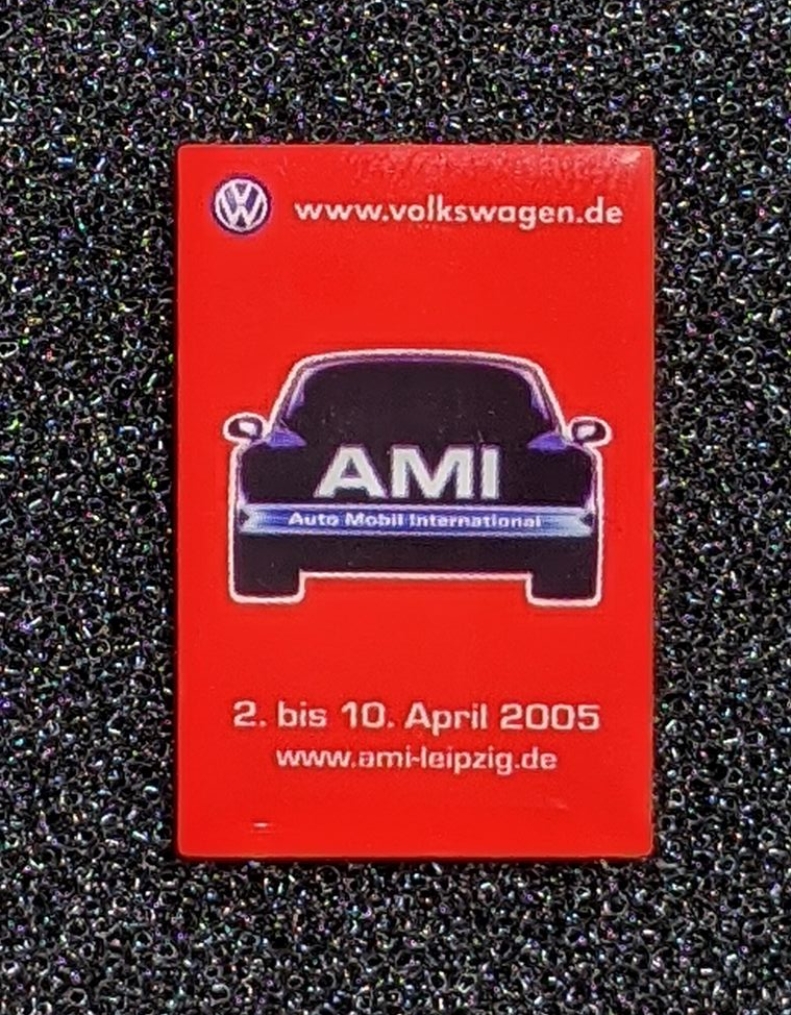 www.volkswagen.de
AMI
Auto Mobil International
2. bis 10. April 2005
www.ami-leipzig.de